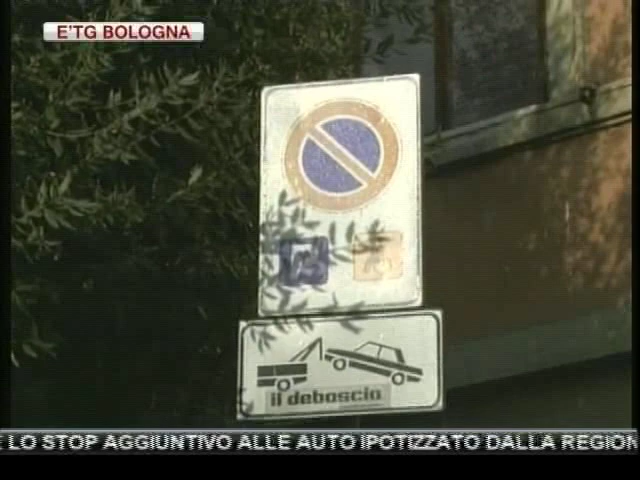 E'TG BOLOGNA
il deboscio
E LO STOP AGGIUNTIVO ALLE AUTO IPOTIZZATO DALLA REGION